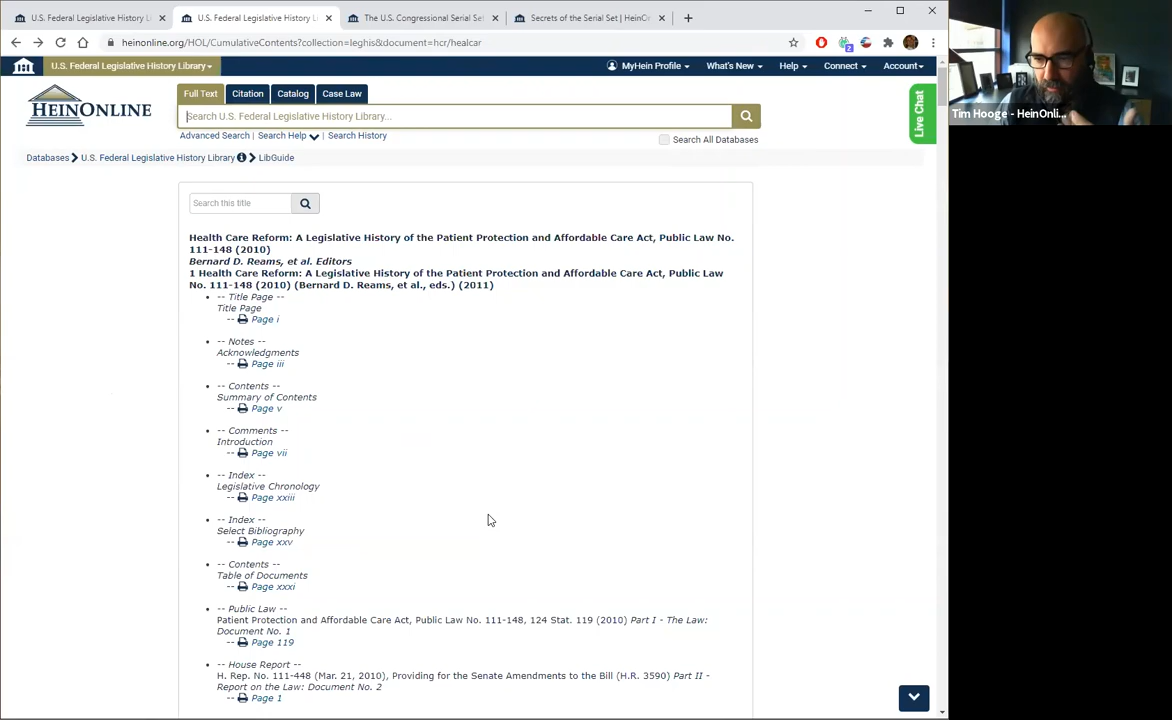 U.S. Federal Legislative History Li
U.S. Federal Legislative History L
The U.S. Congressional Serial Set
Secrets of the Serial Set | HeinOn
heinonline.org/HOL/CumulativeContents?collection=leghis&document=hcr/healcar
2
U.S. Federal Legislative History Library
MyHein Profile
What's New
Help
Connect
Account
HEINONLINE
Full Text
Citation
Catalog
Case Law
Search U.S. Federal Legislative History Library...
Advanced Search | Search Help | Search History
Search All Databases
Live Chat
Tim Hooge - HeinOnli...
Databases
U.S. Federal Legislative History Library
LibGuide
Search this title
Health Care Reform: A Legislative History of the Patient Protection and Affordable Care Act, Public Law No.
111-148 (2010)
Bernard D. Reams, et al. Editors
1 Health Care Reform: A Legislative History of the Patient Protection and Affordable Care Act, Public Law
No. 111-148 (2010) (Bernard D. Reams, et al., eds.) (2011)
• -- Title Page --
Title Page
-- Page i
• -- Notes --
Acknowledgments
-- Page iii
• -- Contents --
Summary of Contents
-- Page v
• -- Comments --
Introduction
-- Page vii
• -- Index --
Legislative Chronology
-- Page xxiii
• -- Index --
Select Bibliography
-- Page xxv
• -- Contents --
Table of Documents
-- Page xxxi
• -- Public Law --
Patient Protection and Affordable Care Act, Public Law No. 111-148, 124 Stat. 119 (2010) Part I - The Law:
Document No. 1
-- Page 119
• -- House Report --
H. Rep. No. 111-448 (Mar. 21, 2010), Providing for the Senate Amendments to the Bill (H.R. 3590) Part II -
Report on the Law: Document No. 2
-- Page 1